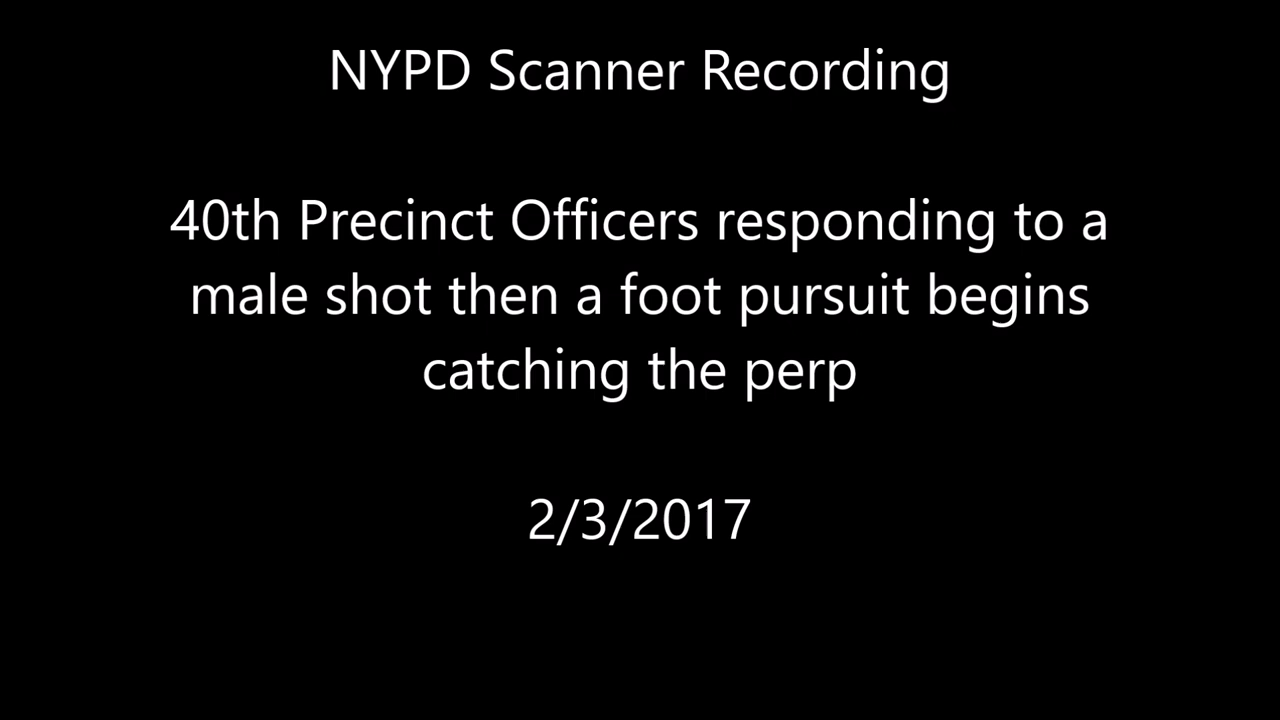 NYPD Scanner Recording
40th Precinct Officers responding to a
male shot then a foot pursuit begins
catching the perp
2/3/2017